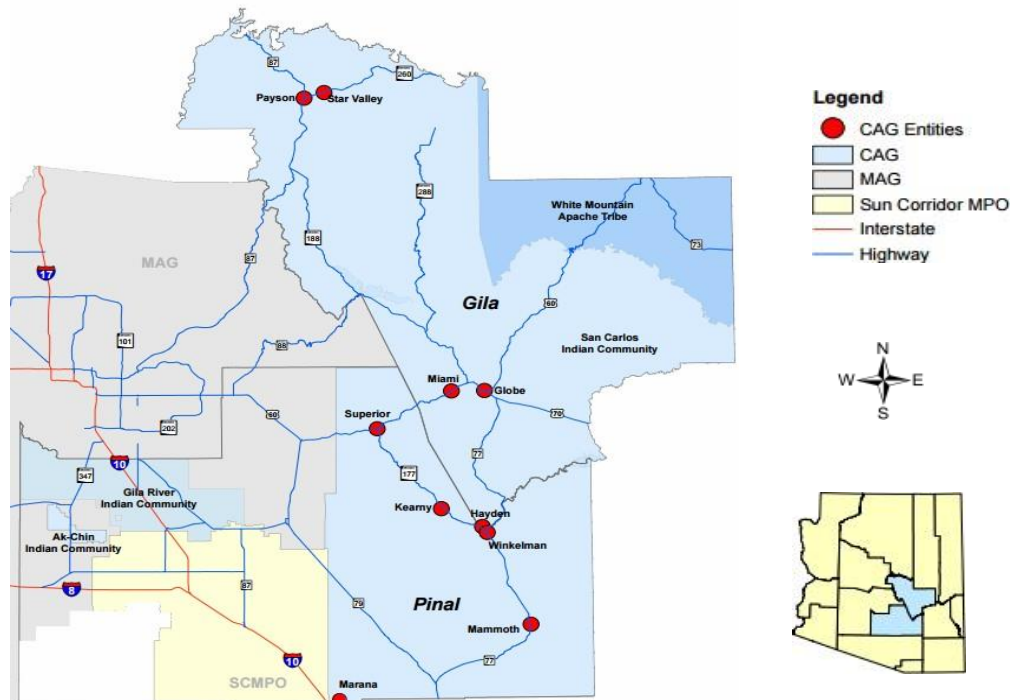 87
260
Payson
Star Valley
288
White Mountain
Apache Tribe
73
188
MAG
87
17
Gila
60
101
88
San Carlos
Indian Community
Miami
Globe
Superior
60
70
202
77
10
347
177
Gila River
Indian Community
Kearny
Hayden
Winkelman
Ak-Chin
Indian Community
8
87
79
Pinal
Mammoth
77
10
SCMPO
Marana
Legend
CAG Entities
CAG
MAG
Sun Corridor MPO
Interstate
Highway
N
W
E
S